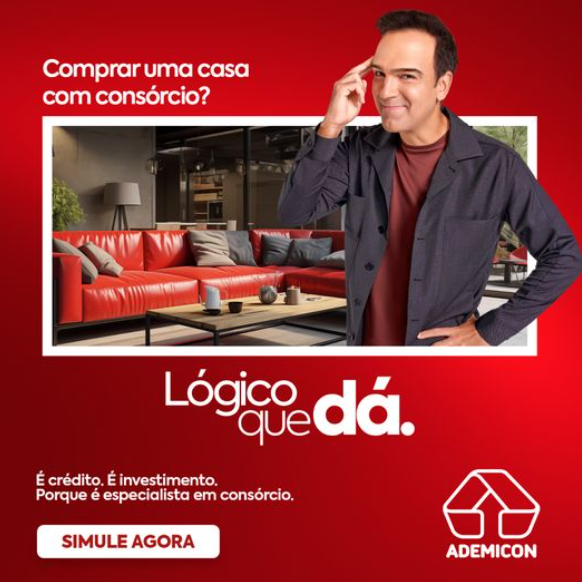 Comprar uma casa
com consórcio?
Lógico
que dá.
É crédito. É investimento.
Porque é especialista em consórcio.
SIMULE AGORA
ADEMICON